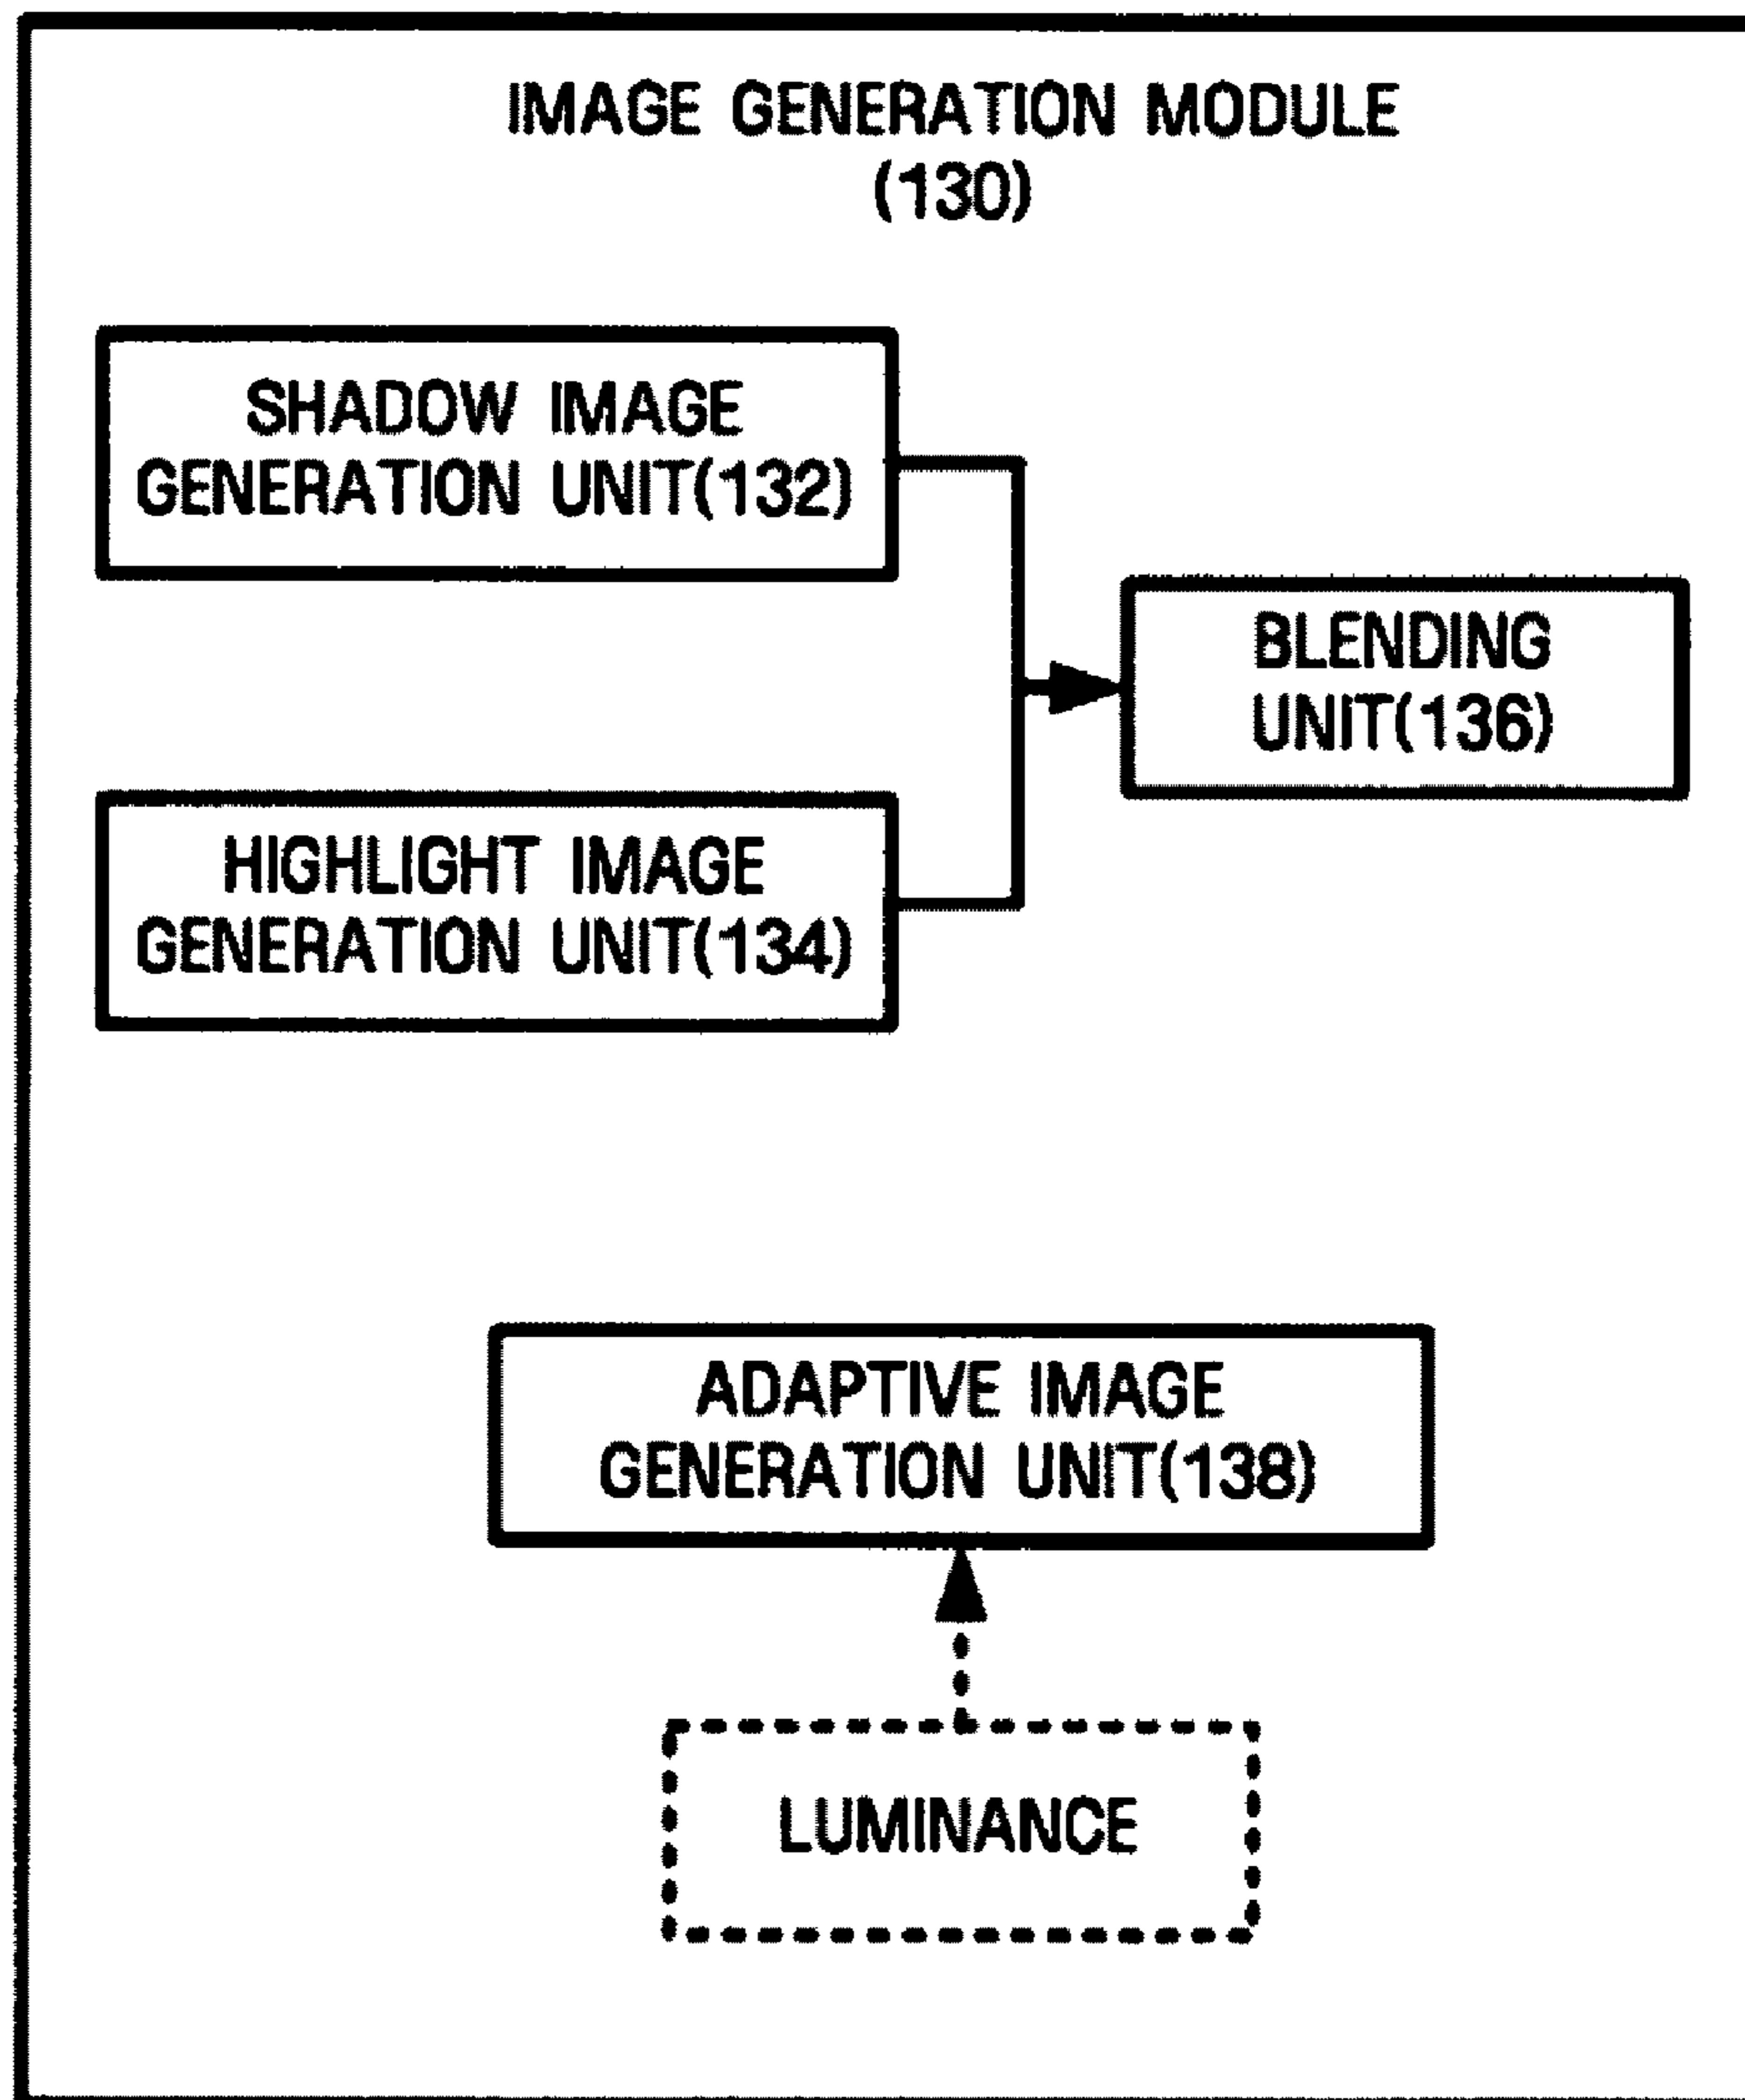 IMAGE GENERATION MODULE
(130)
SHADOW IMAGE
GENERATION UNIT(132)
BLENDING
UNIT(136)
HIGHLIGHT IMAGE
GENERATION UNIT(134)
ADAPTIVE IMAGE
GENERATION UNIT(138)
LUMINANCE